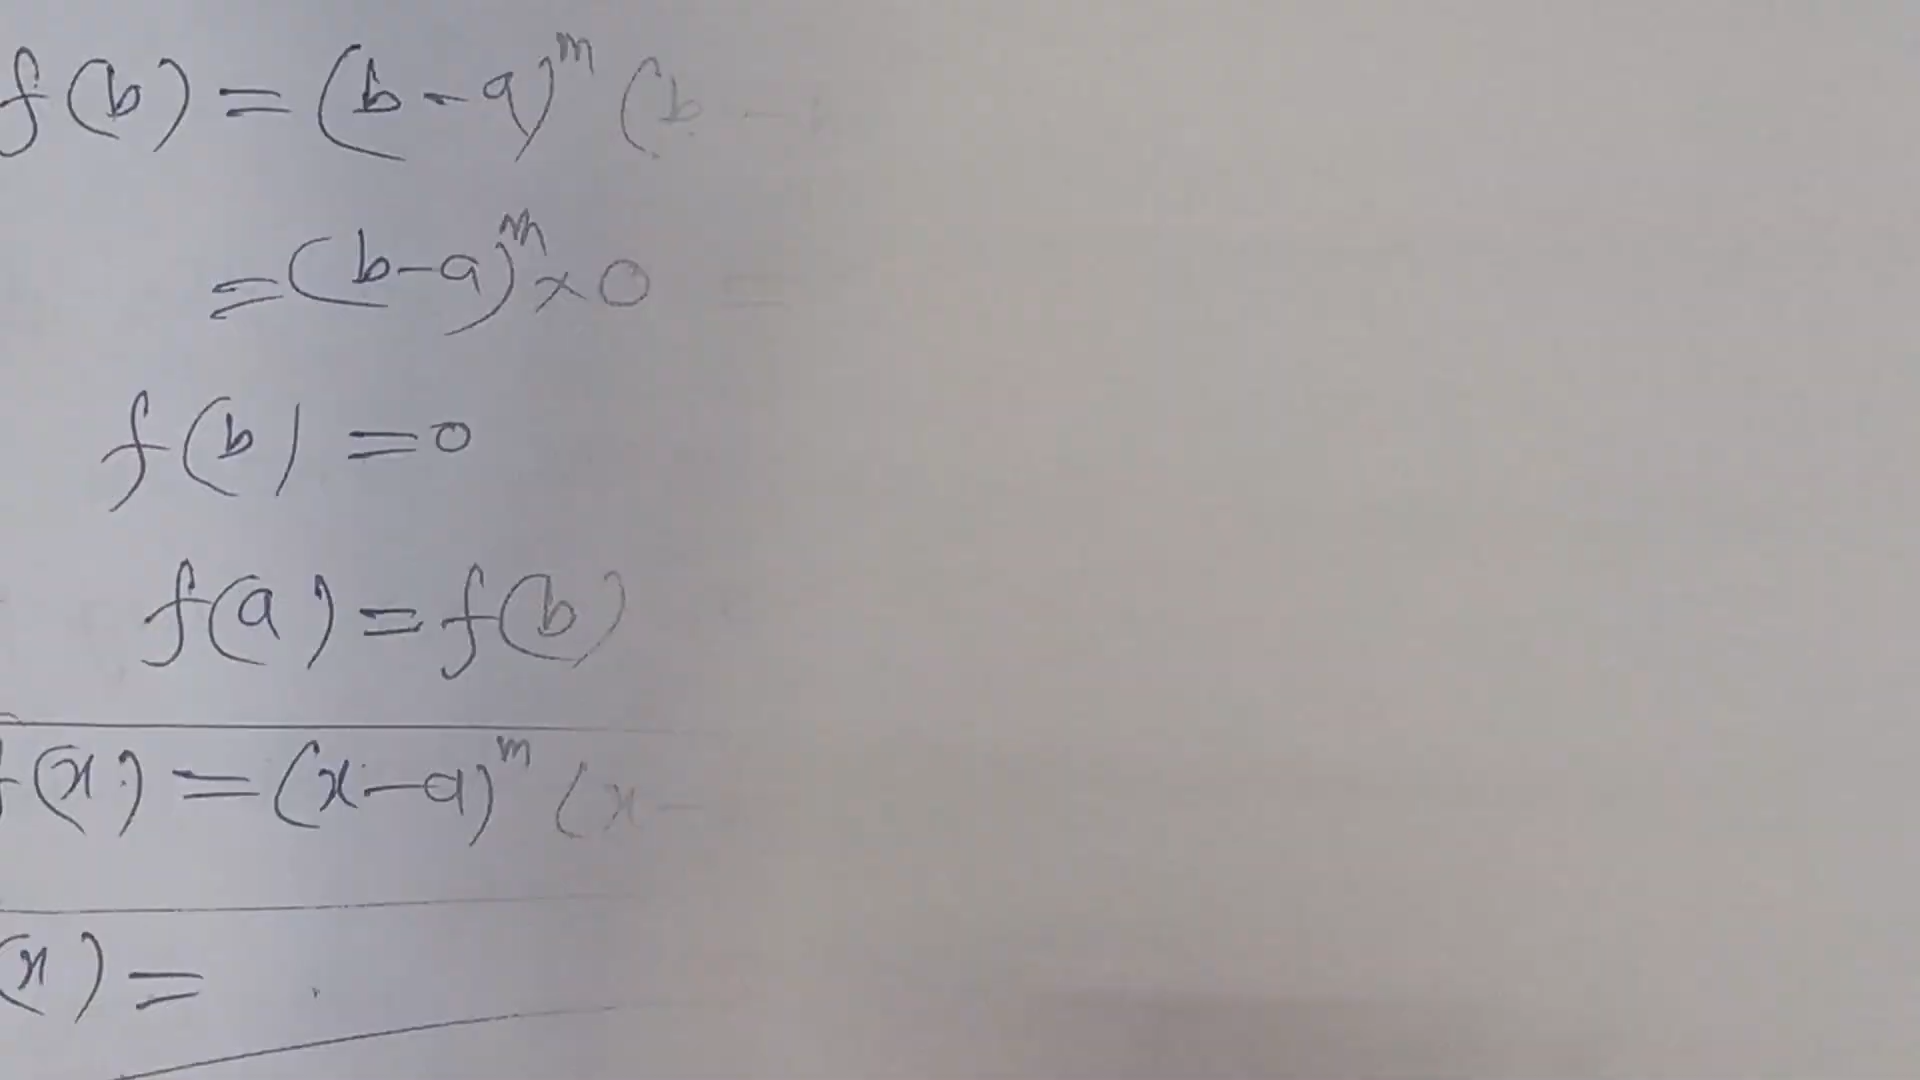 f(b) = (b-a)^m (b -
= (b-a)^m × 0 =
f(b) = 0
f(a) = f(b)
f(x) = (x-a)^m (x-
(x) =